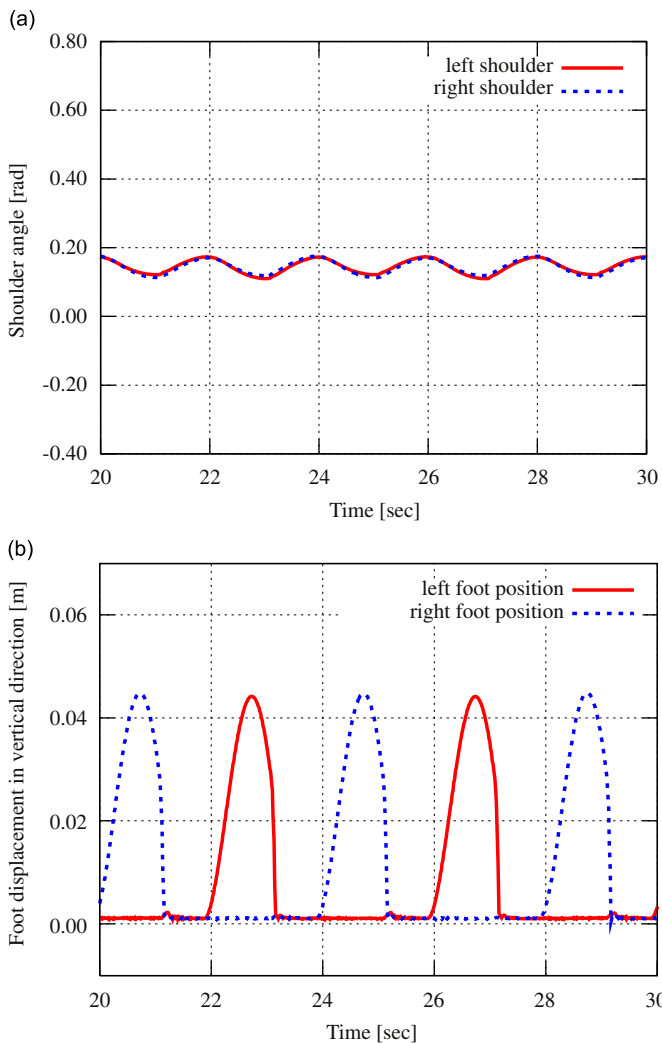 (a)
0.80
left shoulder
right shoulder
0.60
0.40
Shoulder angle [rad]
0.20
0.00
-0.20
-0.40
20 22 24 26 28 30
Time [sec]
(b)
left foot position
right foot position
0.06
Foot displacement in vertical direction [m]
0.04
0.02
0.00
20 22 24 26 28 30
Time [sec]